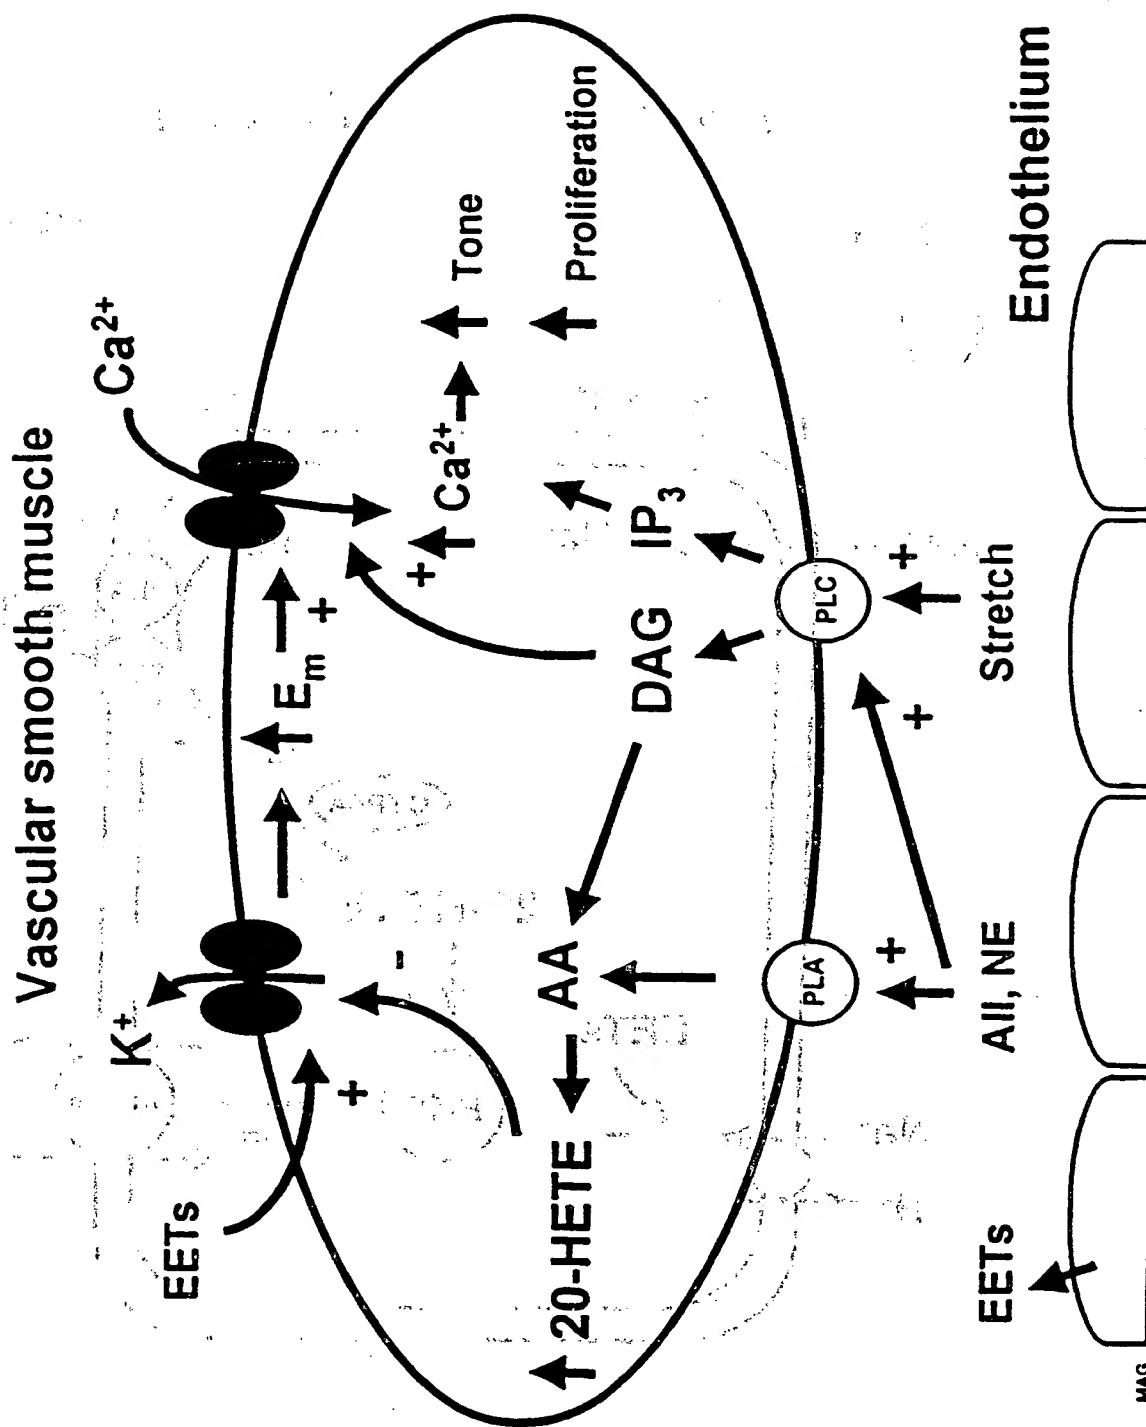 Vascular smooth muscle
K⁺
Ca²⁺
EETs
+
Eₘ
+
-
+
Ca²⁺
Tone
20-HETE
AA
Proliferation
DAG
IP₃
PLA
PLC
+
+
+
AII, NE
Stretch
EETs
Endothelium
MAG